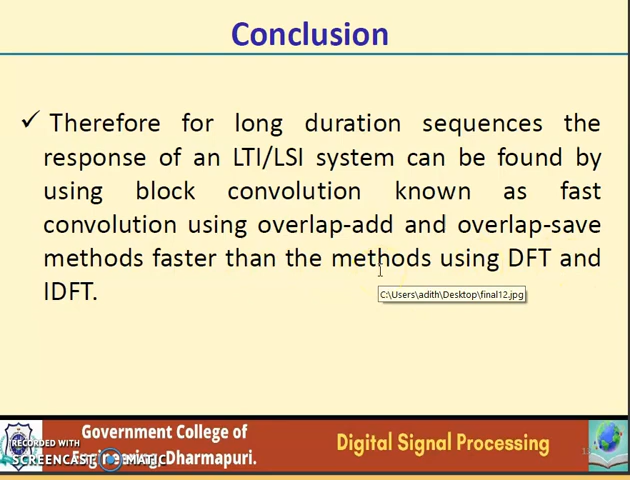 Conclusion
✓ Therefore for long duration sequences the
response of an LTI/LSI system can be found by
using block convolution known as fast
convolution using overlap-add and overlap-save
methods faster than the methods using DFT and
IDFT.
C:\Users\adith\Desktop\final12.jpg
Government College of
Engineering, Dharmapuri.
Digital Signal Processing
RECORDED WITH
SCREENCAST MATIC